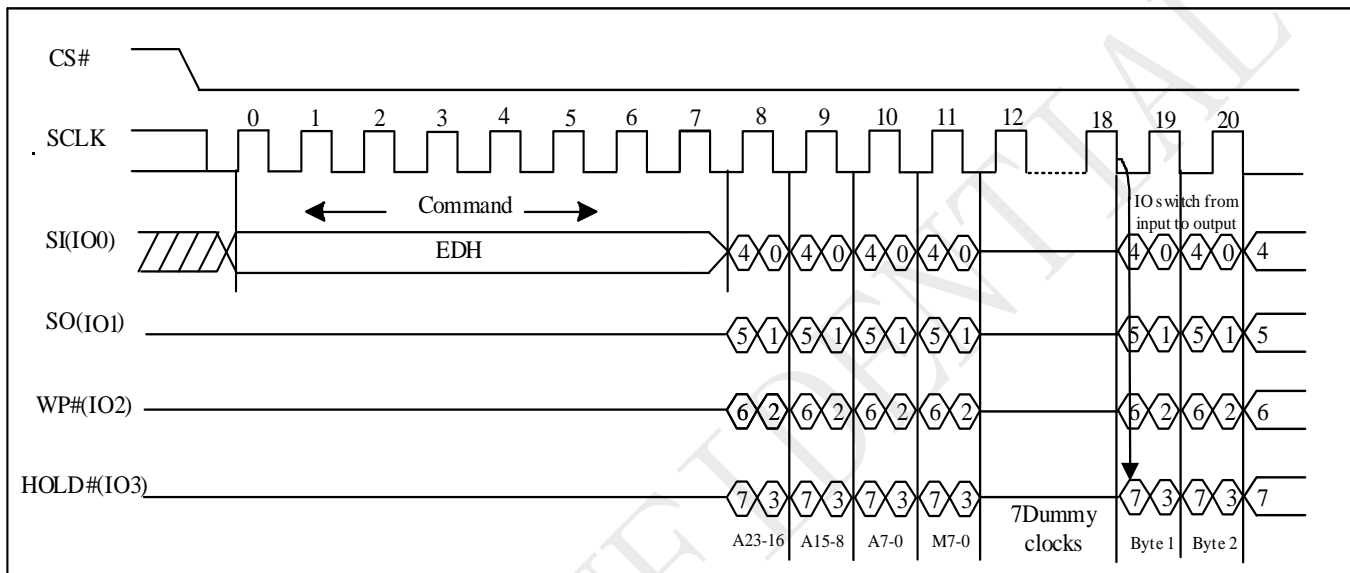 CS#
0 1 2 3 4 5 6 7 8 9 10 11 12 18 19 20
SCLK
Command
IO switch from
input to output
SI(IO0) EDH 4 0 4 0 4 0 4 0 4 0 4 0 4
SO(IO1) 5 1 5 1 5 1 5 1 5 1 5 1 5
WP#(IO2) 6 2 6 2 6 2 6 2 6 2 6 2 6
HOLD#(IO3) 7 3 7 3 7 3 7 3 7 3 7 3 7
7Dummy
clocks
A23-16 A15-8 A7-0 M7-0 Byte 1 Byte 2